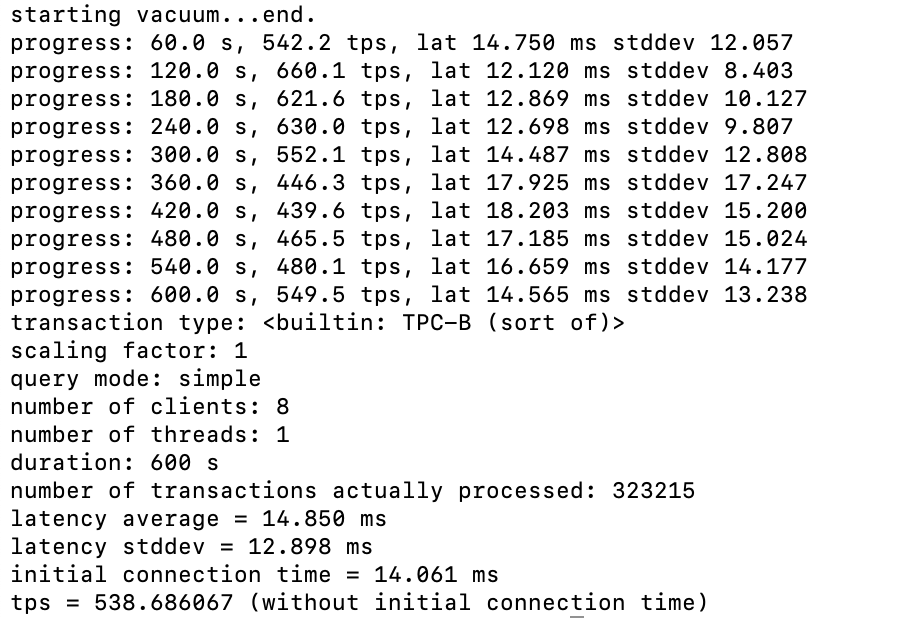 starting vacuum...end.
progress: 60.0 s, 542.2 tps, lat 14.750 ms stddev 12.057
progress: 120.0 s, 660.1 tps, lat 12.120 ms stddev 8.403
progress: 180.0 s, 621.6 tps, lat 12.869 ms stddev 10.127
progress: 240.0 s, 630.0 tps, lat 12.698 ms stddev 9.807
progress: 300.0 s, 552.1 tps, lat 14.487 ms stddev 12.808
progress: 360.0 s, 446.3 tps, lat 17.925 ms stddev 17.247
progress: 420.0 s, 439.6 tps, lat 18.203 ms stddev 15.200
progress: 480.0 s, 465.5 tps, lat 17.185 ms stddev 15.024
progress: 540.0 s, 480.1 tps, lat 16.659 ms stddev 14.177
progress: 600.0 s, 549.5 tps, lat 14.565 ms stddev 13.238
transaction type: <builtin: TPC-B (sort of)>
scaling factor: 1
query mode: simple
number of clients: 8
number of threads: 1
duration: 600 s
number of transactions actually processed: 323215
latency average = 14.850 ms
latency stddev = 12.898 ms
initial connection time = 14.061 ms
tps = 538.686067 (without initial connection time)